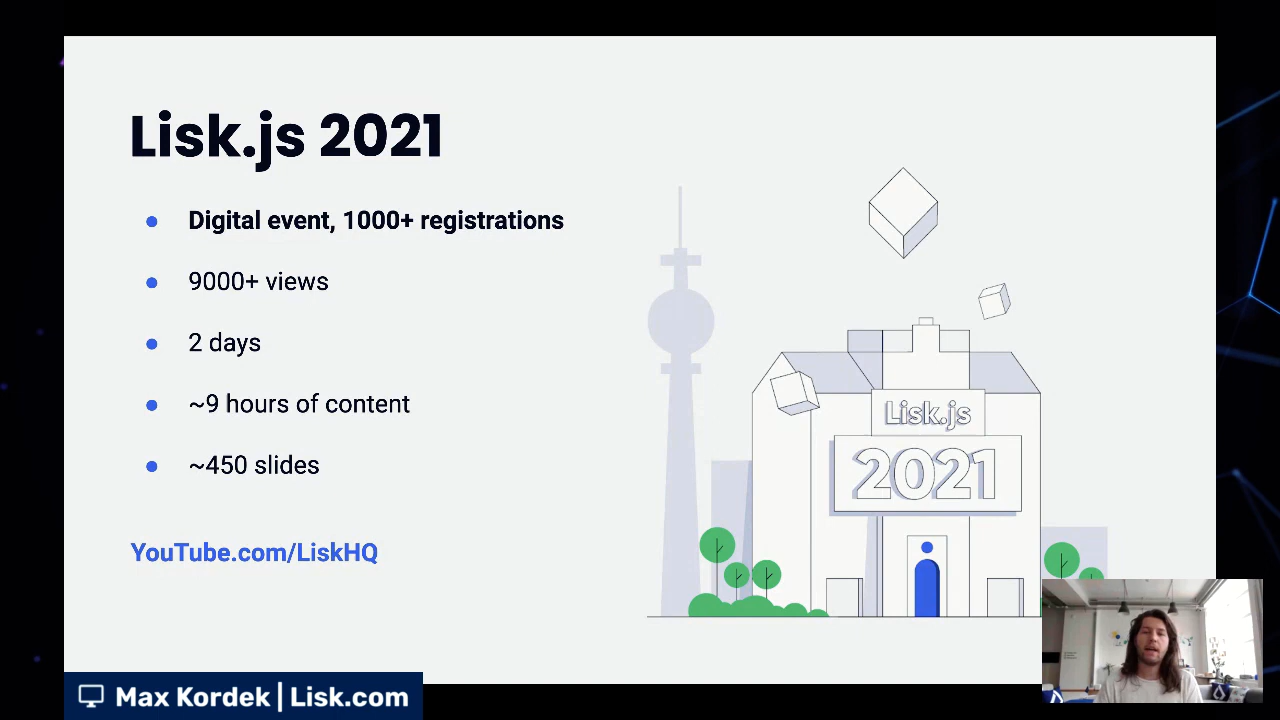 Lisk.js 2021
Digital event, 1000+ registrations
9000+ views
2 days
~9 hours of content
~450 slides
YouTube.com/LiskHQ
Lisk.js
2021
Max Kordek | Lisk.com